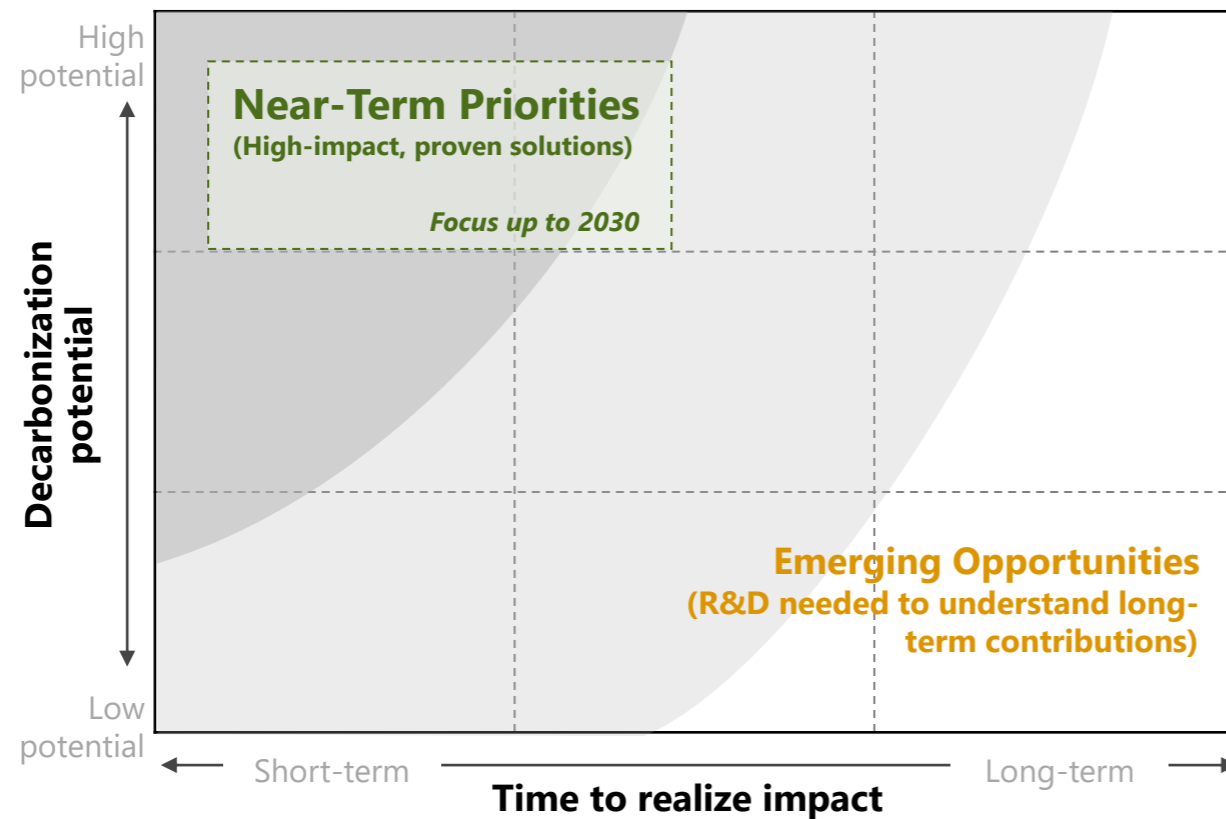 High
potential
Near-Term Priorities
(High-impact, proven solutions)
Focus up to 2030
Decarbonization
potential
Emerging Opportunities
(R&D needed to understand long-
term contributions)
Low
potential
Short-term
Long-term
Time to realize impact